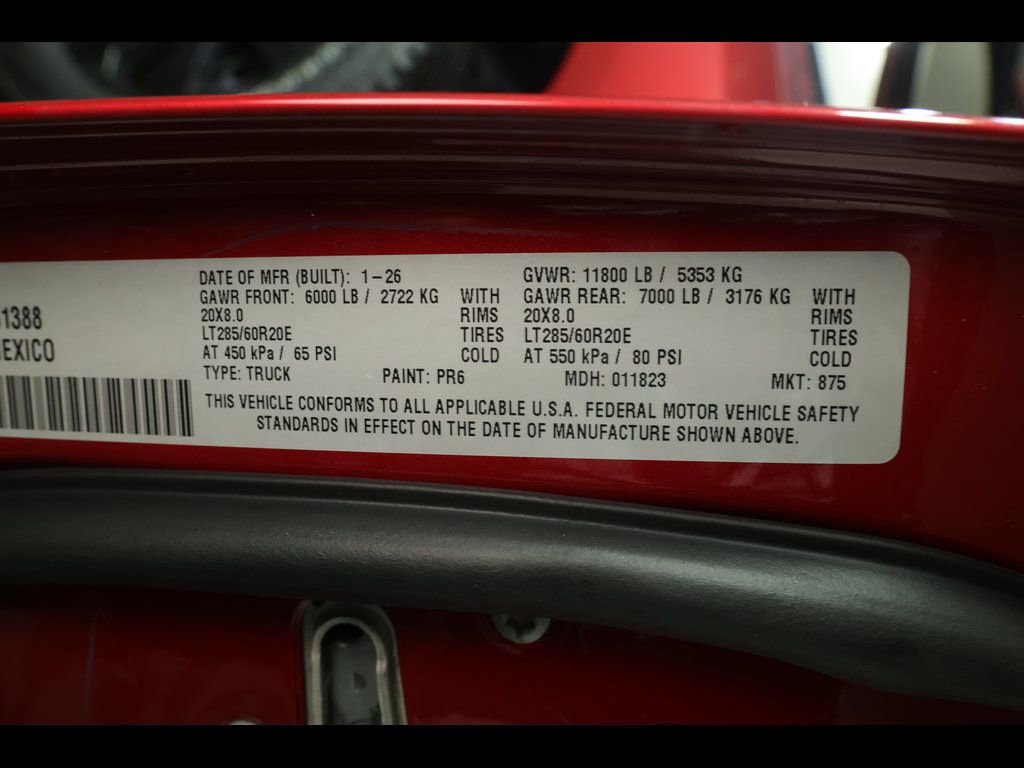 1388
EXICO
DATE OF MFR (BUILT): 1-26
GAWR FRONT: 6000 LB / 2722 KG WITH
20X8.0 RIMS
LT285/60R20E TIRES
AT 450 kPa / 65 PSI COLD
GVWR: 11800 LB / 5353 KG
GAWR REAR: 7000 LB / 3176 KG WITH
20X8.0 RIMS
LT285/60R20E TIRES
AT 550 kPa / 80 PSI COLD
TYPE: TRUCK PAINT: PR6 MDH: 011823 MKT: 875
THIS VEHICLE CONFORMS TO ALL APPLICABLE U.S.A. FEDERAL MOTOR VEHICLE SAFETY
STANDARDS IN EFFECT ON THE DATE OF MANUFACTURE SHOWN ABOVE.